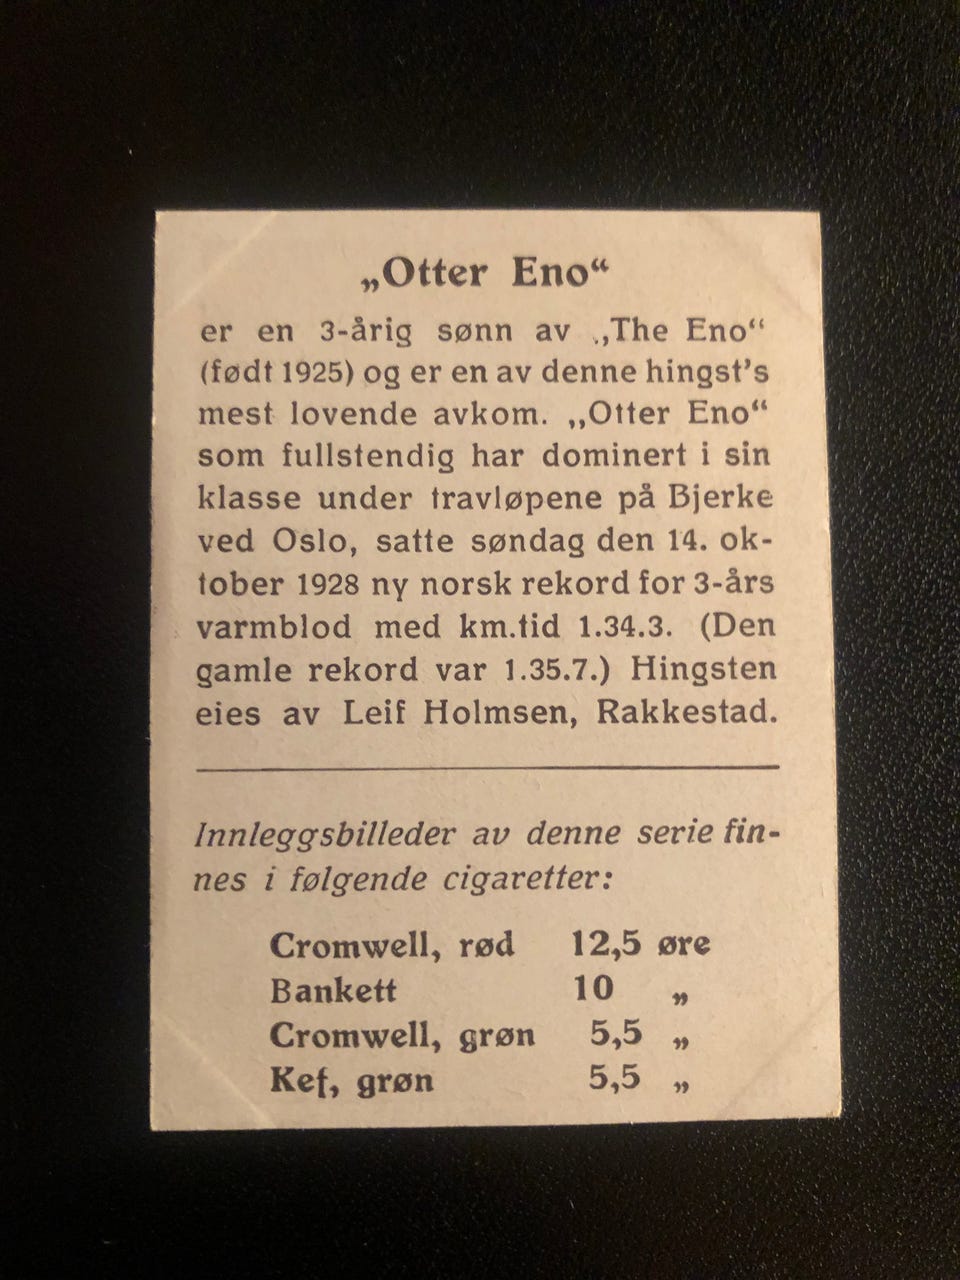 „Otter Eno“
er en 3-årig sønn av „The Eno“
(født 1925) og er en av denne hingst's
mest lovende avkom. „Otter Eno“
som fullstendig har dominert i sin
klasse under travløpene på Bjerke
ved Oslo, satte søndag den 14. ok-
tober 1928 ny norsk rekord for 3-års
varmblod med km.tid 1.34.3. (Den
gamle rekord var 1.35.7.) Hingsten
eies av Leif Holmsen, Rakkestad.
Innleggsbilleder av denne serie fin-
nes i følgende cigaretter:
Cromwell, rød 12,5 øre
Bankett 10 „
Cromwell, grøn 5,5 „
Kef, grøn 5,5 „